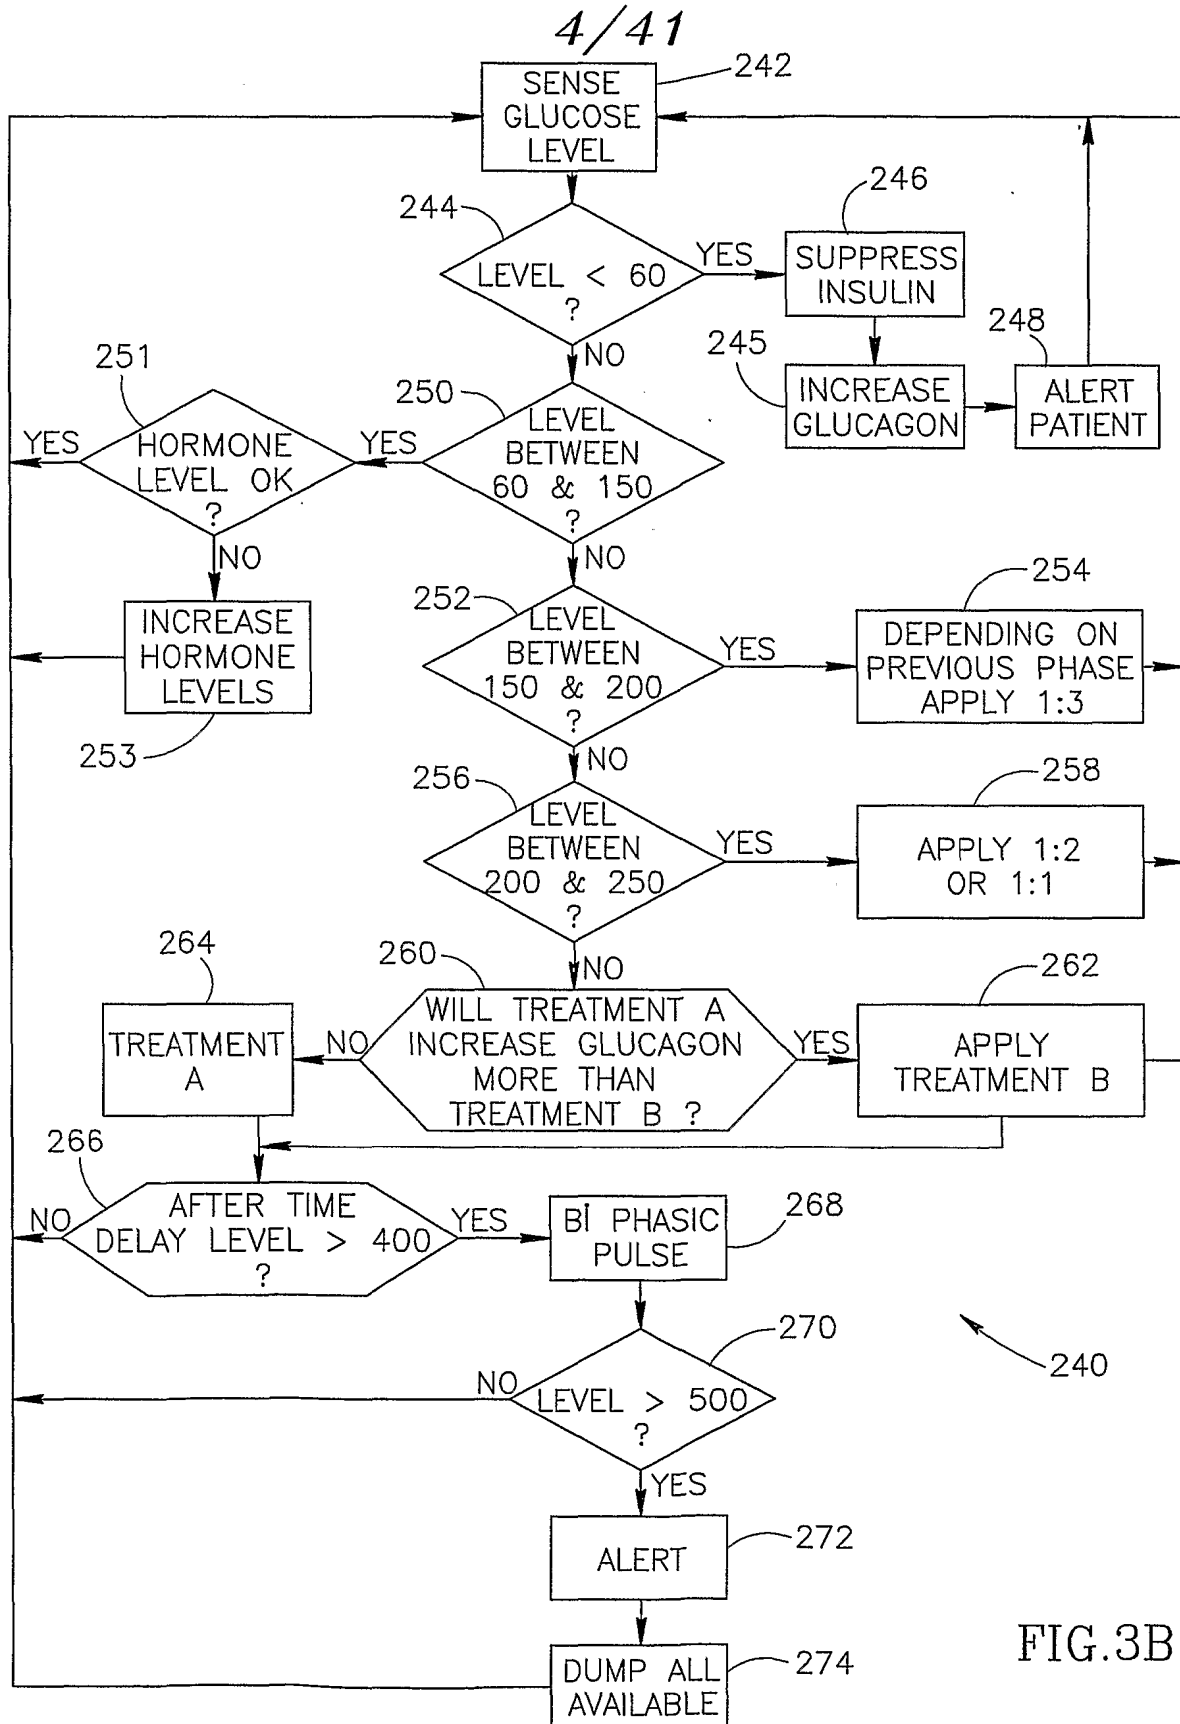 4/41
242
SENSE
GLUCOSE
LEVEL
244
246
LEVEL < 60
?
YES
SUPPRESS
INSULIN
NO
251
250
245
248
INCREASE
GLUCAGON
ALERT
PATIENT
YES
HORMONE
LEVEL OK
?
YES
LEVEL
BETWEEN
60 & 150
?
NO
NO
252
254
INCREASE
HORMONE
LEVELS
253
LEVEL
BETWEEN
150 & 200
?
YES
DEPENDING ON
PREVIOUS PHASE
APPLY 1:3
NO
256
258
LEVEL
BETWEEN
200 & 250
?
YES
APPLY 1:2
OR 1:1
NO
264
260
262
TREATMENT
A
NO
WILL TREATMENT A
INCREASE GLUCAGON
MORE THAN
TREATMENT B ?
YES
APPLY
TREATMENT B
266
NO
AFTER TIME
DELAY LEVEL > 400
?
YES
BI PHASIC
PULSE
268
270
240
NO
LEVEL > 500
?
YES
272
ALERT
274
DUMP ALL
AVAILABLE
FIG.3B